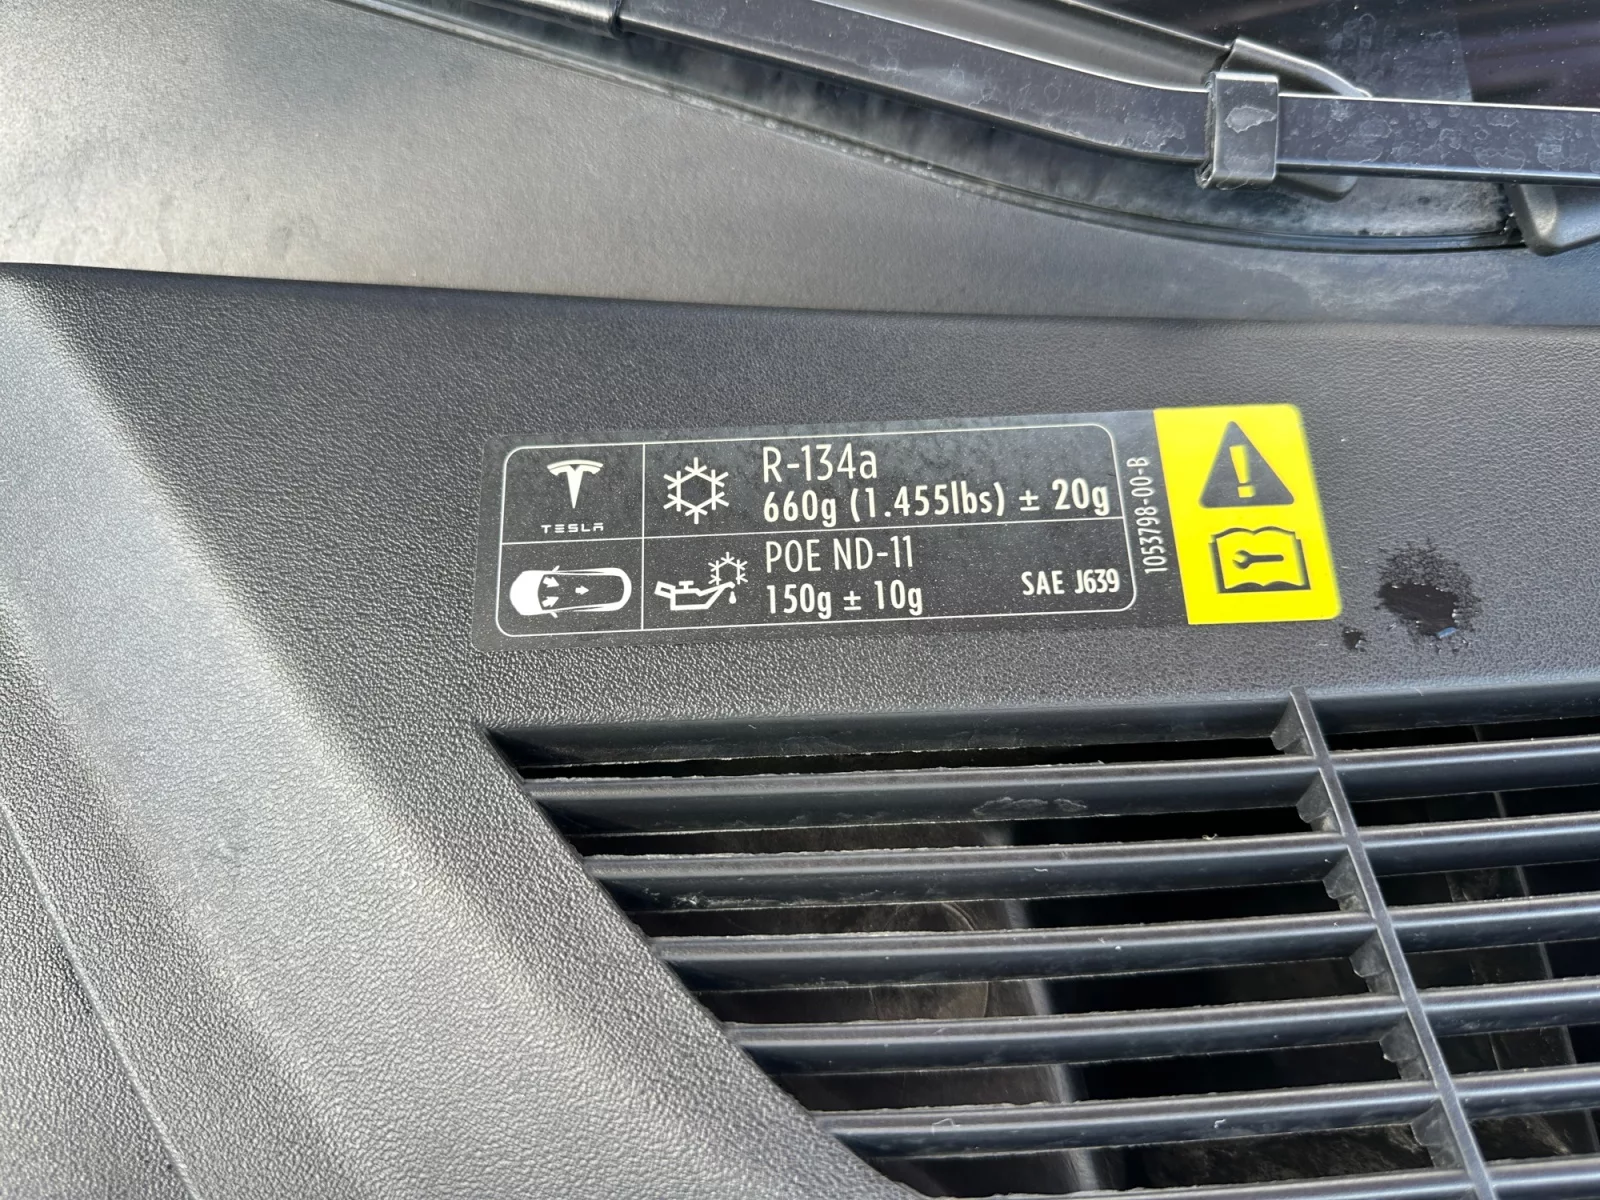 TESLA
R-134a
660g (1.455lbs) ± 20g
POE ND-11
150g ± 10g
SAE J639
1053798-00-B